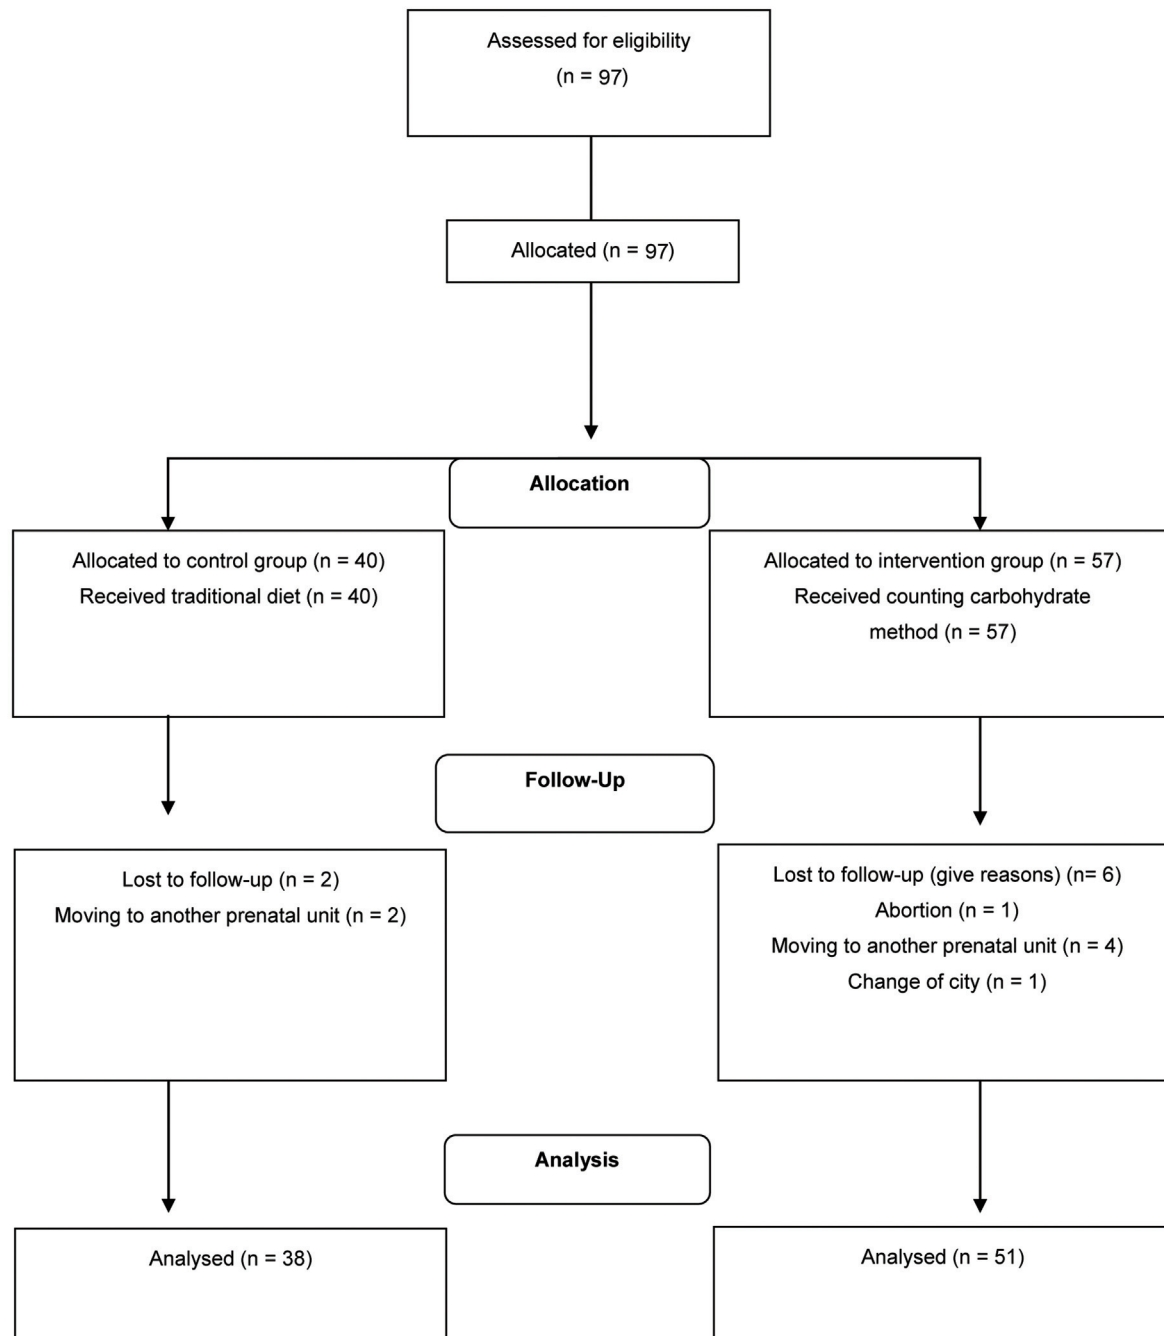 Assessed for eligibility
(n = 97)
Allocated (n = 97)
Allocation
Allocated to control group (n = 40)
Received traditional diet (n = 40)
Allocated to intervention group (n = 57)
Received counting carbohydrate
method (n = 57)
Follow-Up
Lost to follow-up (n = 2)
Moving to another prenatal unit (n = 2)
Lost to follow-up (give reasons) (n= 6)
Abortion (n = 1)
Moving to another prenatal unit (n = 4)
Change of city (n = 1)
Analysis
Analysed (n = 38)
Analysed (n = 51)